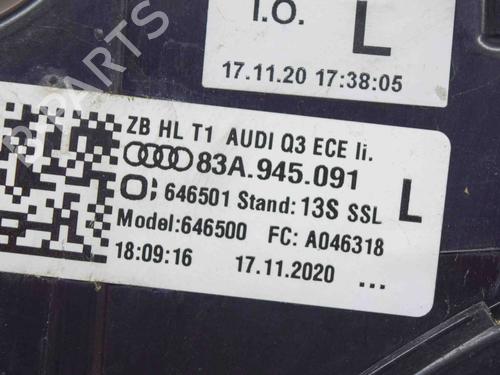 I.O.
L
17.11.20 17:38:05
B-PARTS
ZB HL T1 AUDI Q3 ECE li.
83A.945.091
646501 Stand: 13S SSL
L
Model:646500 FC: A046318
18:09:16 17.11.2020 ...